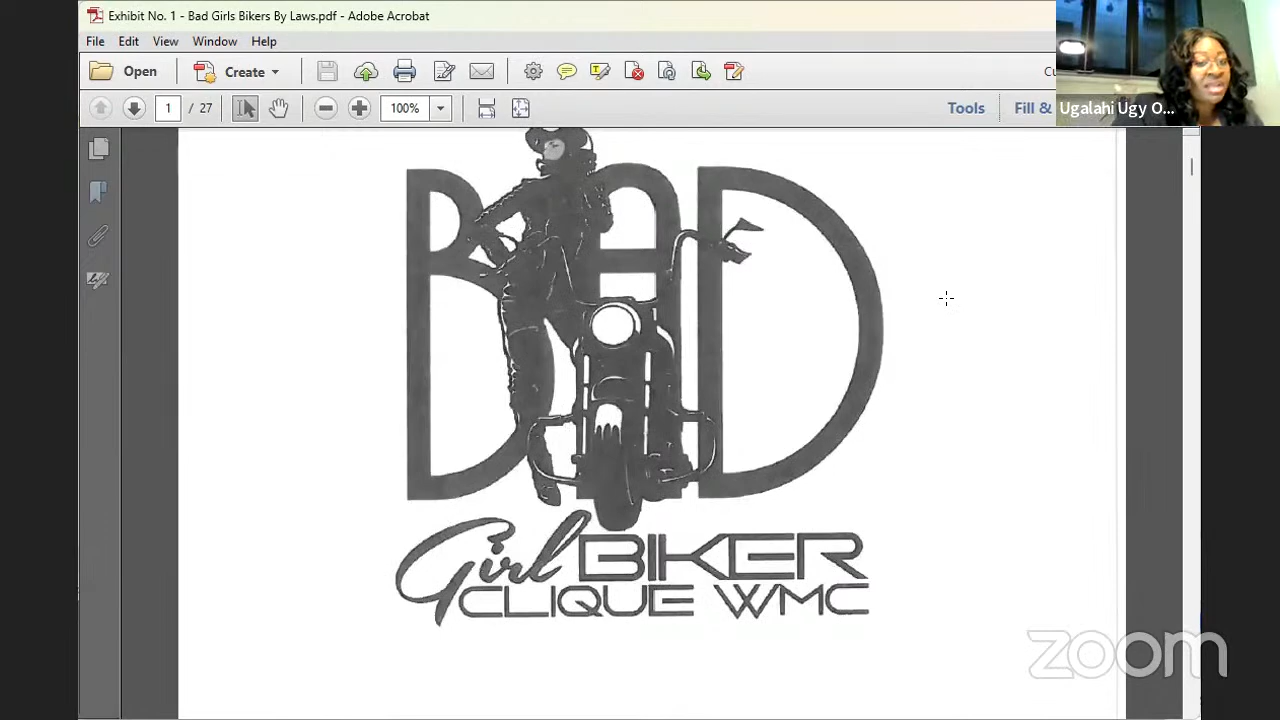 Exhibit No. 1 - Bad Girls Bikers By Laws.pdf - Adobe Acrobat
File Edit View Window Help
Open Create Cu
1 / 27 100% Tools Fill &
Ugalahi Ugy O...
BAD
Girl BIKER
CLIQUE WMC
zoom